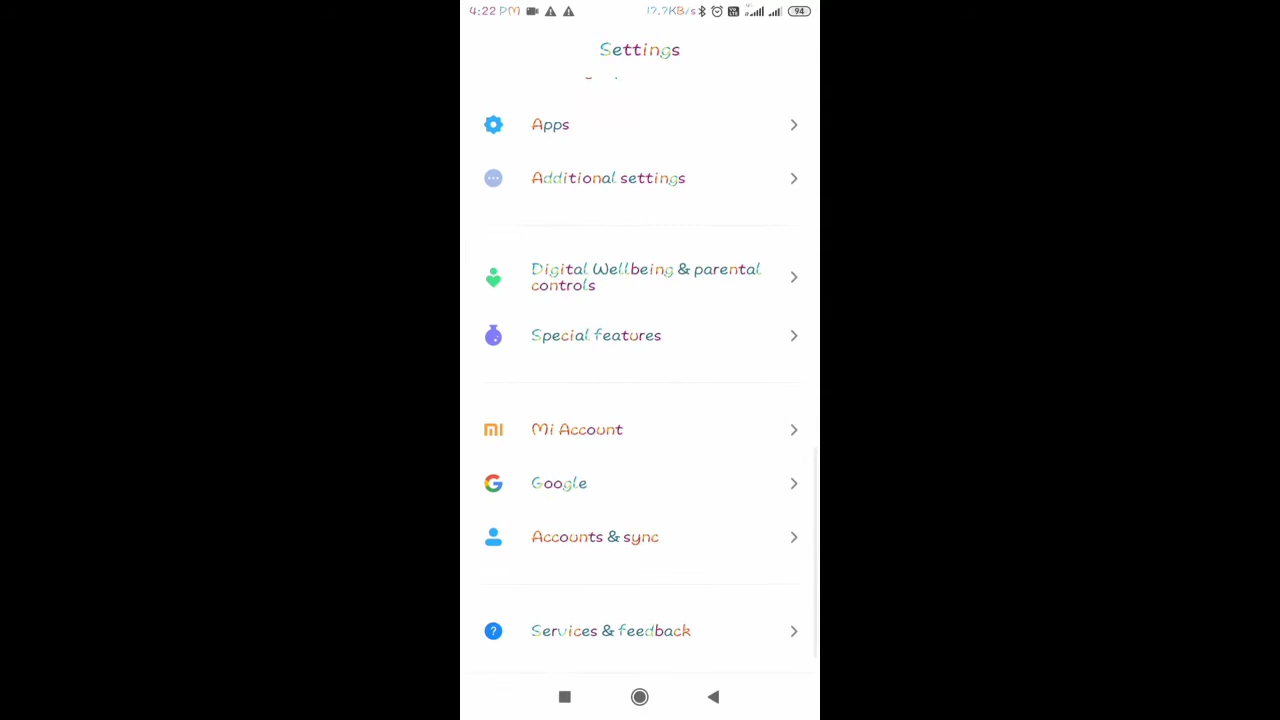 4:22 PM 17.7KB/s 4G 94
Settings
Apps
Additional settings
Digital Wellbeing & parental
controls
Special features
Mi Account
Google
Accounts & sync
Services & feedback